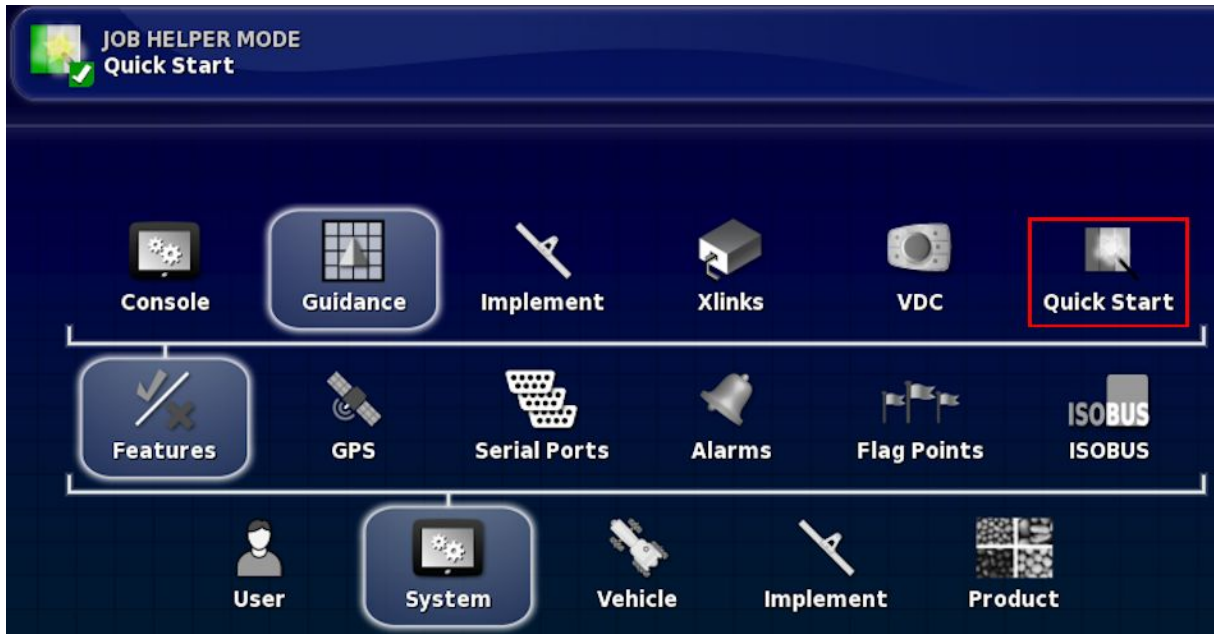 JOB HELPER MODE
Quick Start
Console Guidance Implement Xlinks VDC Quick Start
Features GPS Serial Ports Alarms Flag Points ISOBUS ISOBUS
User System Vehicle Implement Product